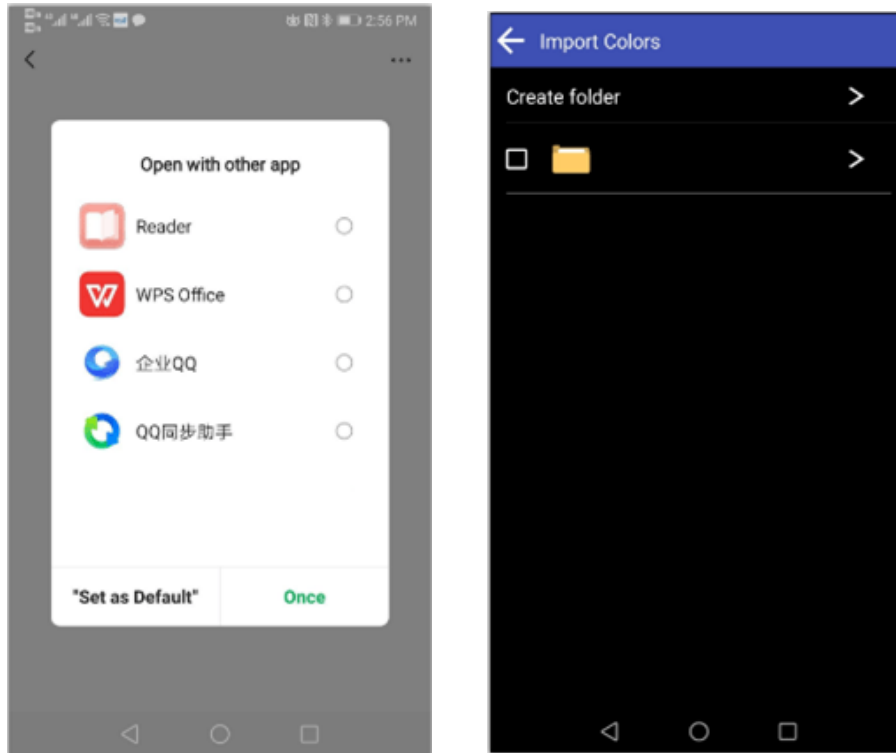 2:56 PM
Open with other app
Reader
WPS Office
企业QQ
QQ同步助手
"Set as Default"
Once
Import Colors
Create folder